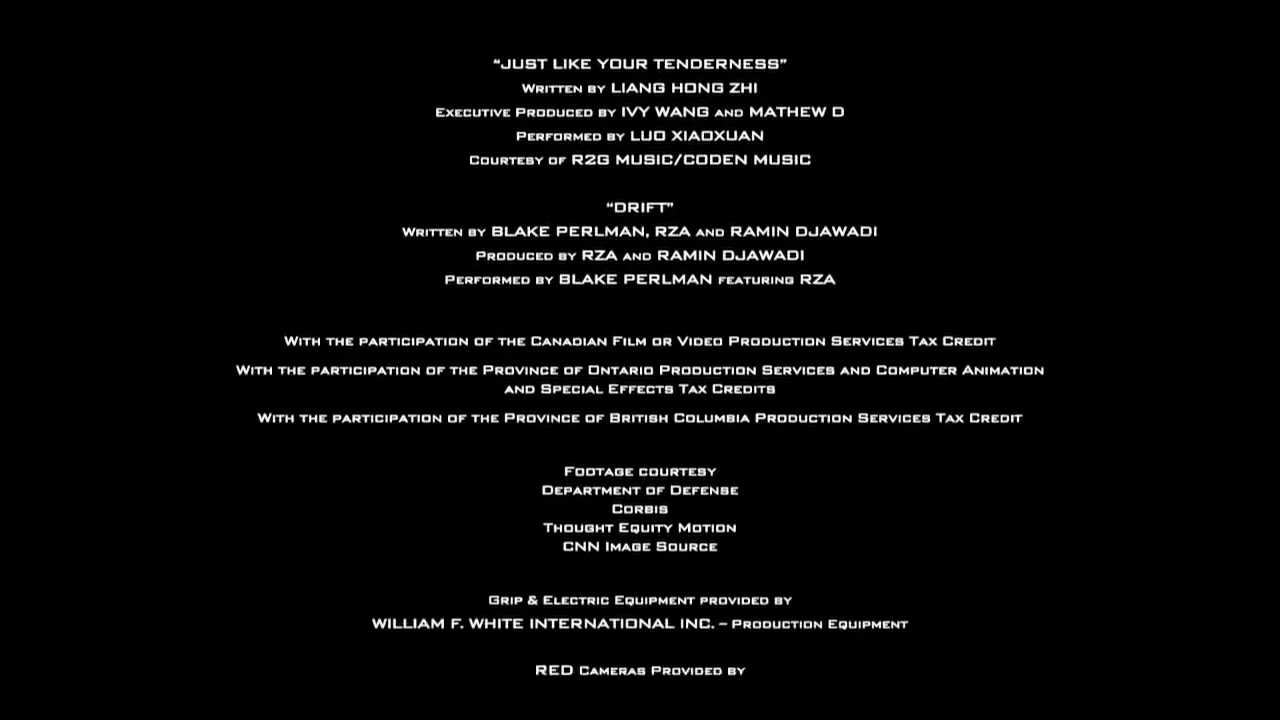 “JUST LIKE YOUR TENDERNESS”
WRITTEN BY LIANG HONG ZHI
EXECUTIVE PRODUCED BY IVY WANG AND MATHEW D
PERFORMED BY LUO XIAOXUAN
COURTESY OF R2G MUSIC/CODEN MUSIC
“DRIFT”
WRITTEN BY BLAKE PERLMAN, RZA AND RAMIN DJAWADI
PRODUCED BY RZA AND RAMIN DJAWADI
PERFORMED BY BLAKE PERLMAN FEATURING RZA
WITH THE PARTICIPATION OF THE CANADIAN FILM OR VIDEO PRODUCTION SERVICES TAX CREDIT
WITH THE PARTICIPATION OF THE PROVINCE OF ONTARIO PRODUCTION SERVICES AND COMPUTER ANIMATION
AND SPECIAL EFFECTS TAX CREDITS
WITH THE PARTICIPATION OF THE PROVINCE OF BRITISH COLUMBIA PRODUCTION SERVICES TAX CREDIT
FOOTAGE COURTESY
DEPARTMENT OF DEFENSE
CORBIS
THOUGHT EQUITY MOTION
CNN IMAGE SOURCE
GRIP & ELECTRIC EQUIPMENT PROVIDED BY
WILLIAM F. WHITE INTERNATIONAL INC. – PRODUCTION EQUIPMENT
RED CAMERAS PROVIDED BY